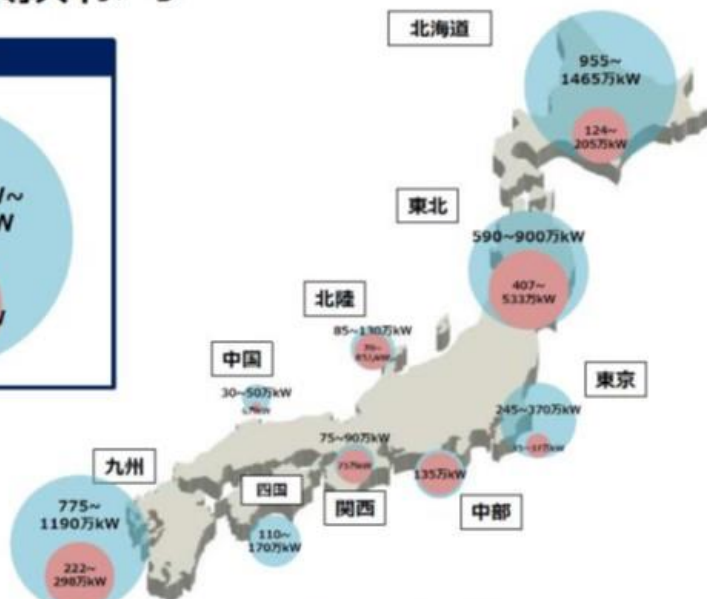 北海道
955~
1465万kW
124~
205万kW
東北
590~900万kW
407~
533万kW
北陸
85~130万kW
中国
30~50万kW
東京
245~370万kW
九州
75~90万kW
四国
関西
135万kW
中部
775~
1190万kW
110~
170万kW
222~
298万kW